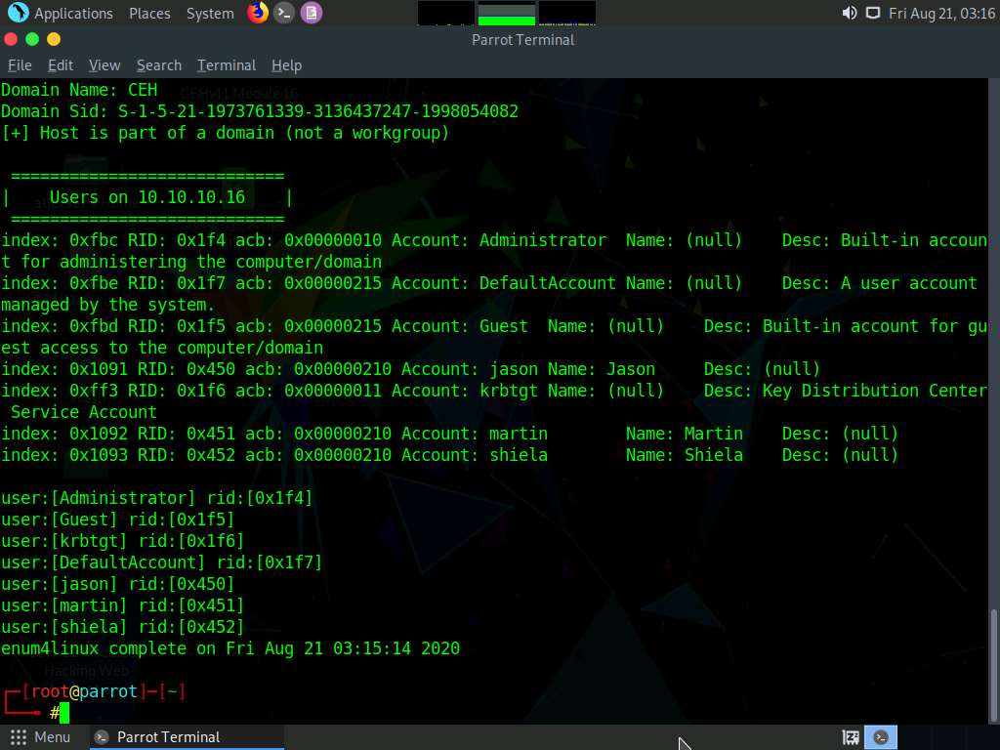 Applications Places System Fri Aug 21, 03:16
Parrot Terminal
File Edit View Search Terminal Help
Domain Name: CEH
Domain Sid: S-1-5-21-1973761339-3136437247-1998054082
[+] Host is part of a domain (not a workgroup)
============================
| Users on 10.10.10.16 |
============================
index: 0xfbc RID: 0x1f4 acb: 0x00000010 Account: Administrator Name: (null) Desc: Built-in accoun
t for administering the computer/domain
index: 0xfbe RID: 0x1f7 acb: 0x00000215 Account: DefaultAccount Name: (null) Desc: A user account
managed by the system.
index: 0xfbd RID: 0x1f5 acb: 0x00000215 Account: Guest Name: (null) Desc: Built-in account for gu
est access to the computer/domain
index: 0x1091 RID: 0x450 acb: 0x00000210 Account: jason Name: Jason Desc: (null)
index: 0xff3 RID: 0x1f6 acb: 0x00000011 Account: krbtgt Name: (null) Desc: Key Distribution Center
Service Account
index: 0x1092 RID: 0x451 acb: 0x00000210 Account: martin Name: Martin Desc: (null)
index: 0x1093 RID: 0x452 acb: 0x00000210 Account: shiela Name: Shiela Desc: (null)
user:[Administrator] rid:[0x1f4]
user:[Guest] rid:[0x1f5]
user:[krbtgt] rid:[0x1f6]
user:[DefaultAccount] rid:[0x1f7]
user:[jason] rid:[0x450]
user:[martin] rid:[0x451]
user:[shiela] rid:[0x452]
enum4linux complete on Fri Aug 21 03:15:14 2020
Hacking Web
[root@parrot]-[~]
#
Menu Parrot Terminal